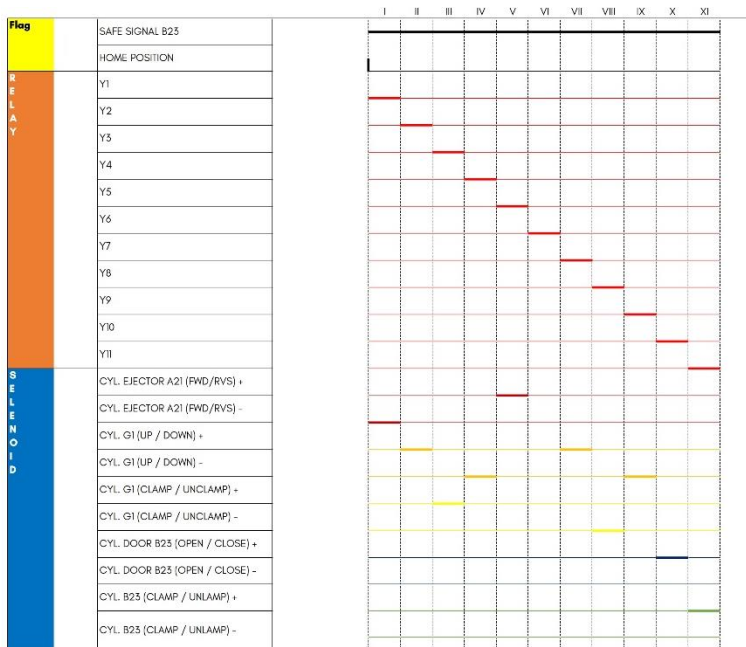 I II III IV V VI VII VIII IX X XI
Flag
SAFE SIGNAL B23
HOME POSITION
RELAY
Y1
Y2
Y3
Y4
Y5
Y6
Y7
Y8
Y9
Y10
Y11
SELENOID
CYL. EJECTOR A21 (FWD/RVS) +
CYL. EJECTOR A21 (FWD/RVS) -
CYL. G1 (UP / DOWN) +
CYL. G1 (UP / DOWN) -
CYL. G1 (CLAMP / UNCLAMP) +
CYL. G1 (CLAMP / UNCLAMP) -
CYL. DOOR B23 (OPEN / CLOSE) +
CYL. DOOR B23 (OPEN / CLOSE) -
CYL. B23 (CLAMP / UNLAMP) +
CYL. B23 (CLAMP / UNLAMP) -